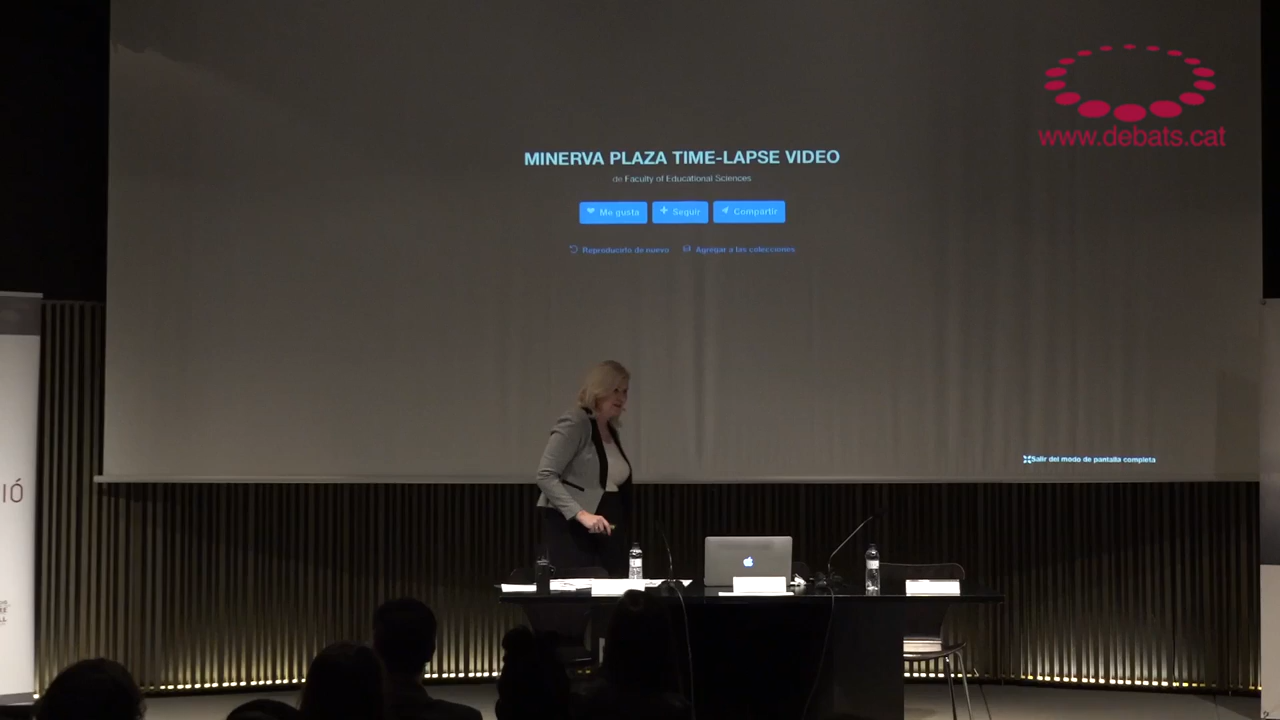 www.debats.cat
MINERVA PLAZA TIME-LAPSE VIDEO
de Faculty of Educational Sciences
Me gusta
Seguir
Compartir
Reproducirlo de nuevo
Agregar a las colecciones
Salir del modo de pantalla completa
IÓ